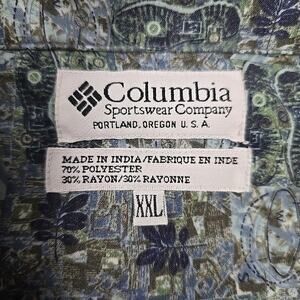 Columbia
Sportswear Company
PORTLAND, OREGON U. S. A.
MADE IN INDIA/FABRIQUE EN INDE
70% POLYESTER
30% RAYON/30% RAYONNE
XXL